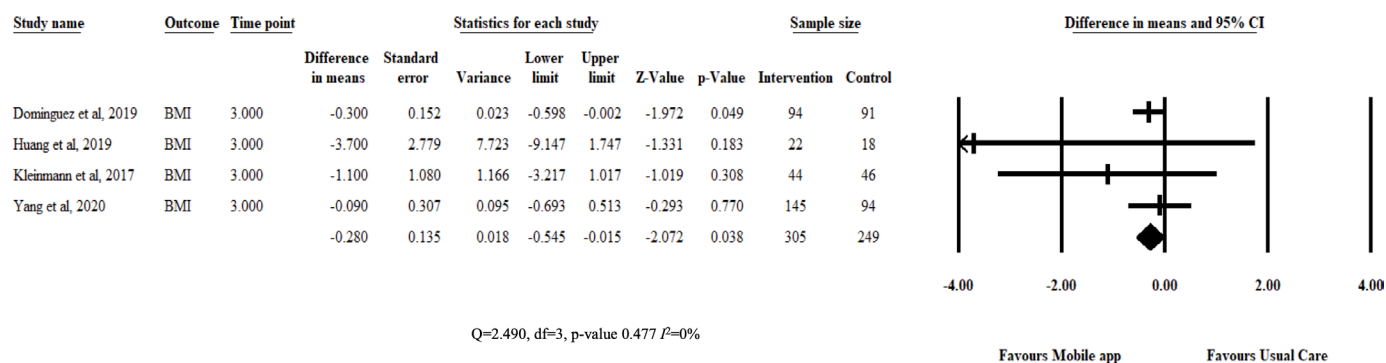 Study name Outcome Time point Statistics for each study Sample size Difference in means and 95% CI
Difference in means Standard error Variance Lower limit Upper limit Z-Value p-Value Intervention Control
Dominguez et al, 2019 BMI 3.000 -0.300 0.152 0.023 -0.598 -0.002 -1.972 0.049 94 91
Huang et al, 2019 BMI 3.000 -3.700 2.779 7.723 -9.147 1.747 -1.331 0.183 22 18
Kleinmann et al, 2017 BMI 3.000 -1.100 1.080 1.166 -3.217 1.017 -1.019 0.308 44 46
Yang et al, 2020 BMI 3.000 -0.090 0.307 0.095 -0.693 0.513 -0.293 0.770 145 94
-0.280 0.135 0.018 -0.545 -0.015 -2.072 0.038 305 249
-4.00 -2.00 0.00 2.00 4.00
Q=2.490, df=3, p-value 0.477 I²=0%
Favours Mobile app Favours Usual Care